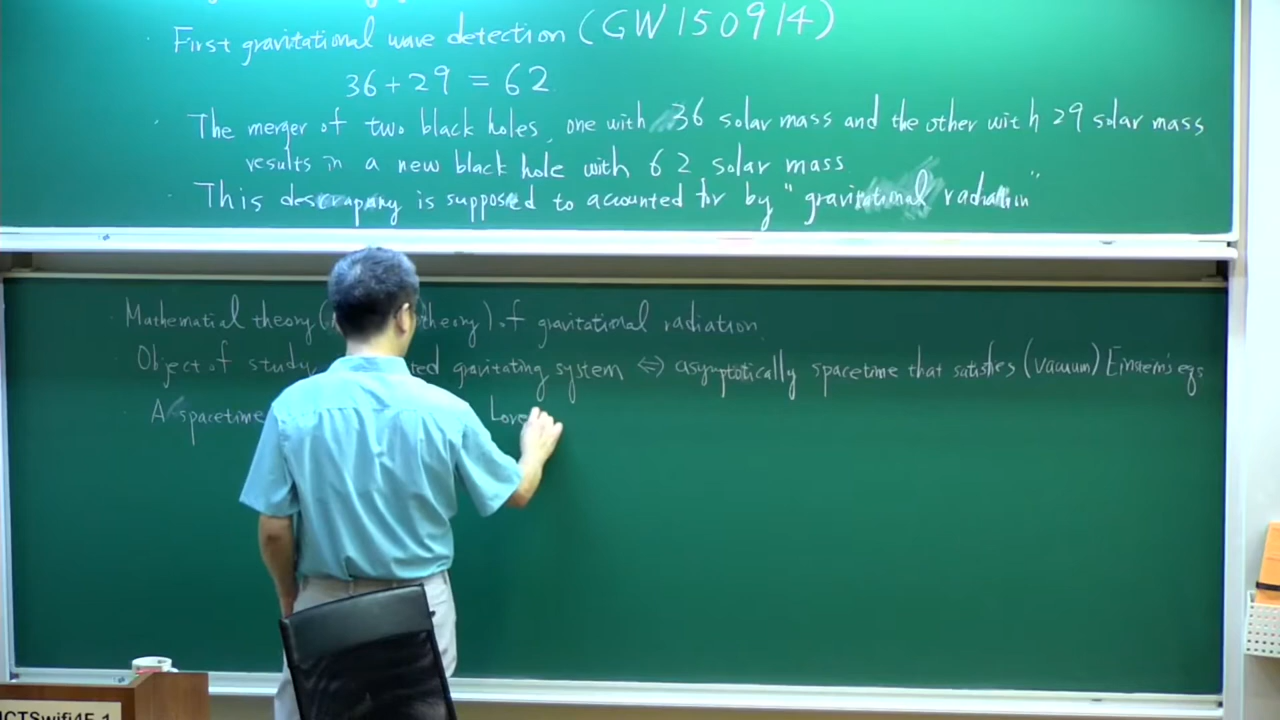 First gravitational wave detection (GW150914)
36+29 = 62
The merger of two black holes, one with 36 solar mass and the other with 29 solar mass
results in a new black hole with 62 solar mass
This descrapany is supposed to accounted for by "gravitational radiation"
Mathematial theory ( theory) of gravitational radiation
Object of study gravitating system ⇔ asymptotically spacetime that satisfies (vacuum) Einstein's eqs
A spacetime